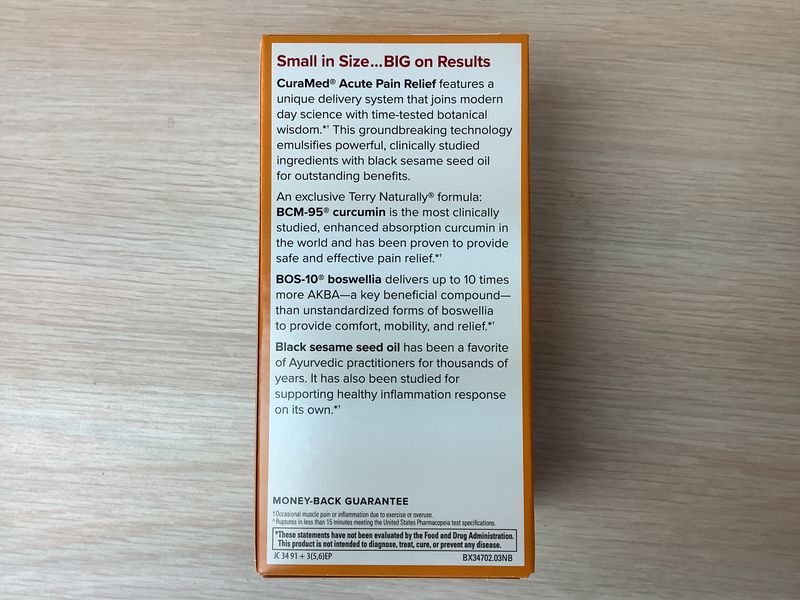 Small in Size...BIG on Results
CuraMed® Acute Pain Relief features a
unique delivery system that joins modern
day science with time-tested botanical
wisdom.*† This groundbreaking technology
emulsifies powerful, clinically studied
ingredients with black sesame seed oil
for outstanding benefits.
An exclusive Terry Naturally® formula:
BCM-95® curcumin is the most clinically
studied, enhanced absorption curcumin in
the world and has been proven to provide
safe and effective pain relief.*†
BOS-10® boswellia delivers up to 10 times
more AKBA—a key beneficial compound—
than unstandardized forms of boswellia
to provide comfort, mobility, and relief.*†
Black sesame seed oil has been a favorite
of Ayurvedic practitioners for thousands of
years. It has also been studied for
supporting healthy inflammation response
on its own.*†
MONEY-BACK GUARANTEE
†Occasional muscle pain or inflammation due to exercise or overuse.
^Ruptures in less than 15 minutes meeting the United States Pharmacopeia test specifications.
*These statements have not been evaluated by the Food and Drug Administration.
This product is not intended to diagnose, treat, cure, or prevent any disease.
JC 34 91 + 3(5,6)EP BX34702.03NB